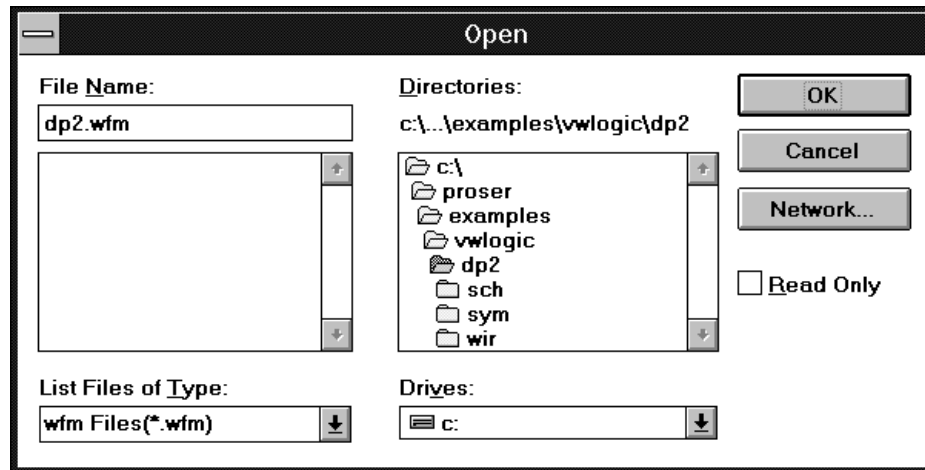 Open
File Name:
dp2.wfm
Directories:
c:\...\examples\vwlogic\dp2
c:\
proser
examples
vwlogic
dp2
sch
sym
wir
OK
Cancel
Network...
Read Only
List Files of Type:
wfm Files(*.wfm)
Drives:
c: